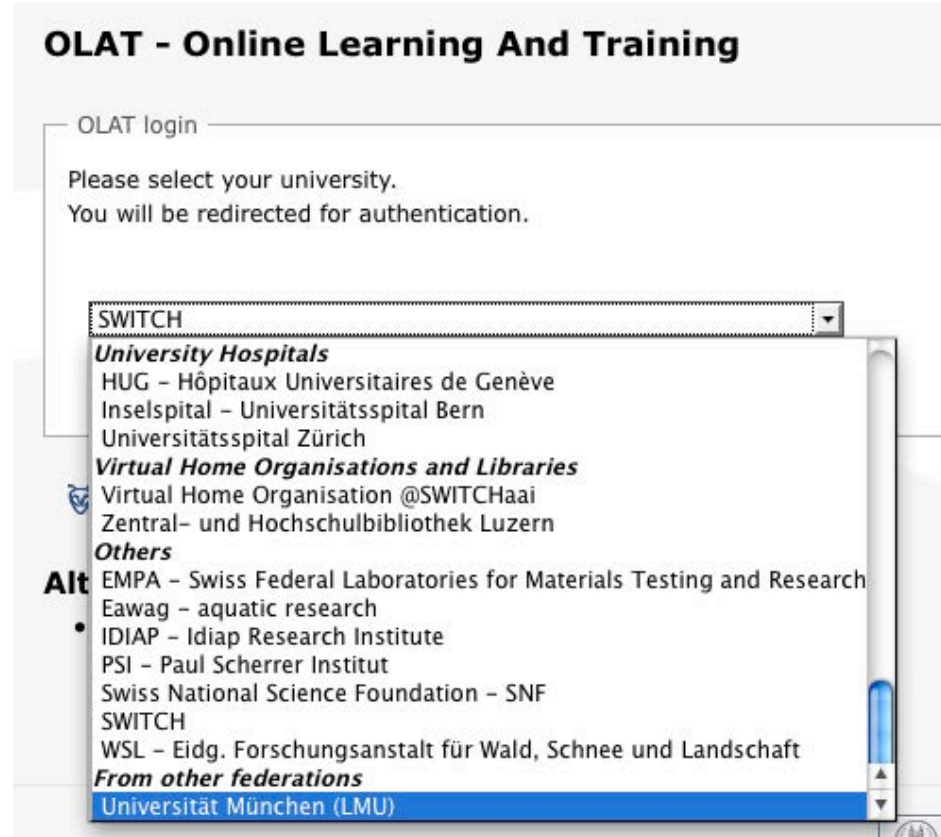 OLAT - Online Learning And Training
OLAT login
Please select your university.
You will be redirected for authentication.
SWITCH
University Hospitals
HUG – Hôpitaux Universitaires de Genève
Inselspital – Universitätsspital Bern
Universitätsspital Zürich
Virtual Home Organisations and Libraries
Virtual Home Organisation @SWITCHaai
Zentral– und Hochschulbibliothek Luzern
Others
EMPA – Swiss Federal Laboratories for Materials Testing and Research
Alt
Eawag – aquatic research
IDIAP – Idiap Research Institute
PSI – Paul Scherrer Institut
Swiss National Science Foundation – SNF
SWITCH
WSL – Eidg. Forschungsanstalt für Wald, Schnee und Landschaft
From other federations
Universität München (LMU)